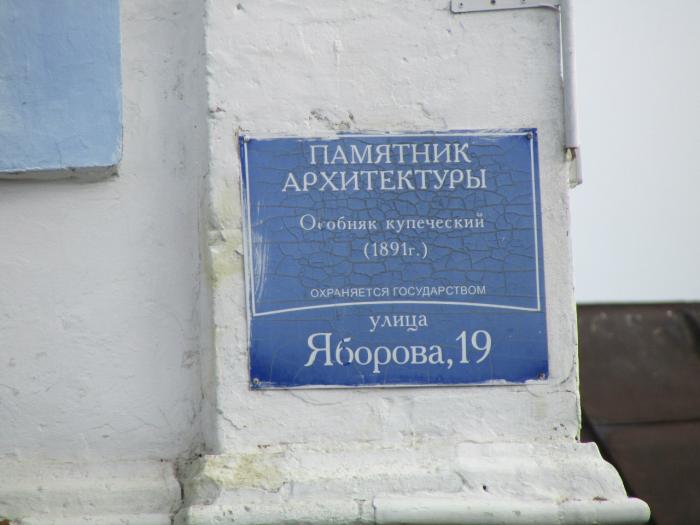 ПАМЯТНИК
АРХИТЕКТУРЫ
Особняк купеческий
(1891г.)
ОХРАНЯЕТСЯ ГОСУДАРСТВОМ
улица
Яборова,19